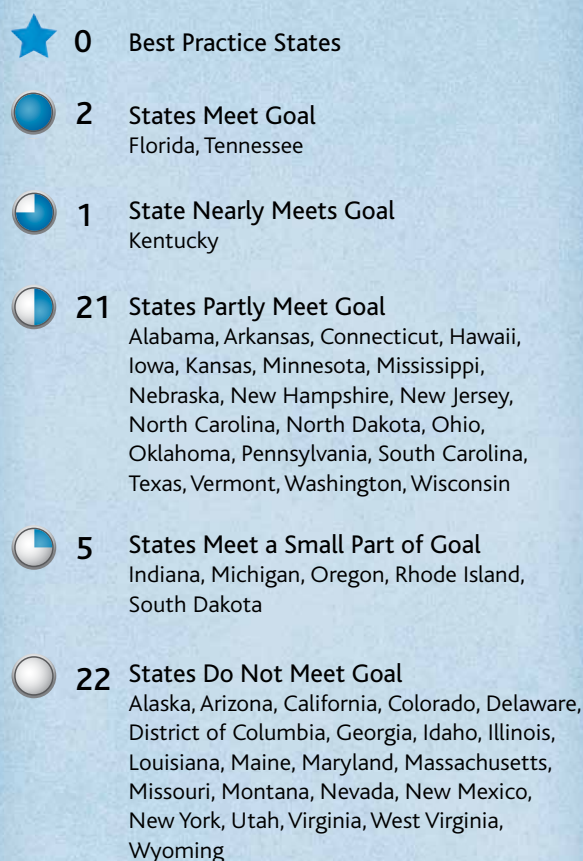 0 Best Practice States
2 States Meet Goal
Florida, Tennessee
1 State Nearly Meets Goal
Kentucky
21 States Partly Meet Goal
Alabama, Arkansas, Connecticut, Hawaii,
Iowa, Kansas, Minnesota, Mississippi,
Nebraska, New Hampshire, New Jersey,
North Carolina, North Dakota, Ohio,
Oklahoma, Pennsylvania, South Carolina,
Texas, Vermont, Washington, Wisconsin
5 States Meet a Small Part of Goal
Indiana, Michigan, Oregon, Rhode Island,
South Dakota
22 States Do Not Meet Goal
Alaska, Arizona, California, Colorado, Delaware,
District of Columbia, Georgia, Idaho, Illinois,
Louisiana, Maine, Maryland, Massachusetts,
Missouri, Montana, Nevada, New Mexico,
New York, Utah, Virginia, West Virginia,
Wyoming